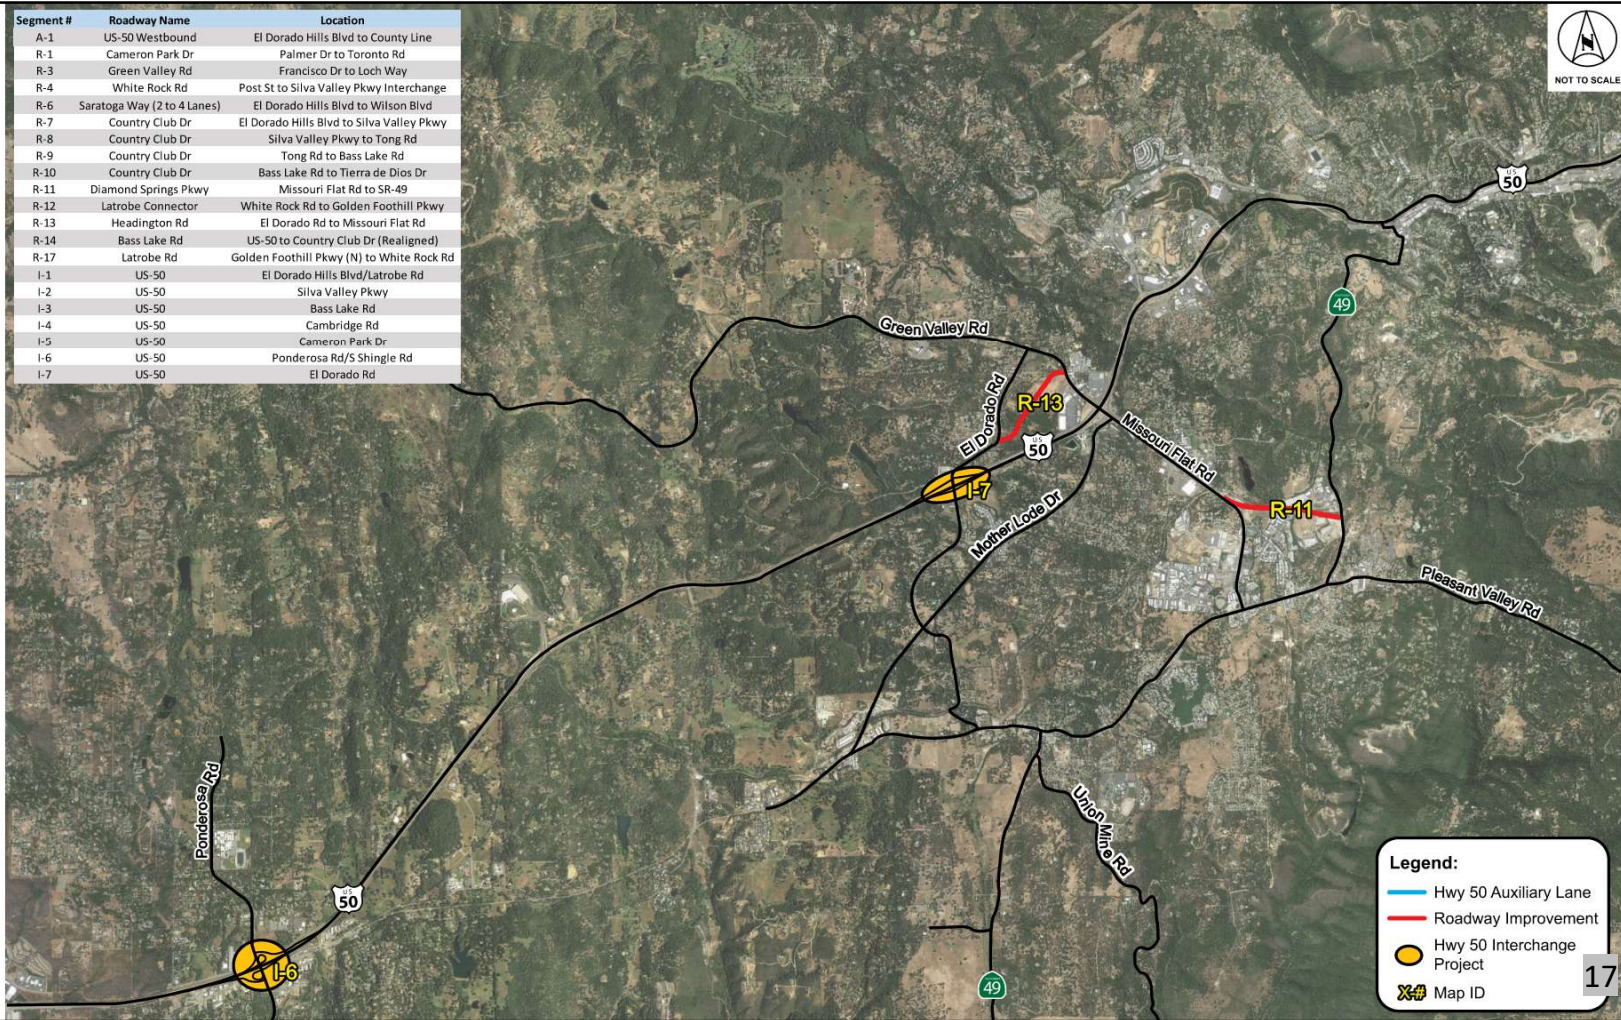 Segment # Roadway Name Location
A-1 US-50 Westbound El Dorado Hills Blvd to County Line
R-1 Cameron Park Dr Palmer Dr to Toronto Rd
R-3 Green Valley Rd Francisco Dr to Loch Way
R-4 White Rock Rd Post St to Silva Valley Pkwy Interchange
R-6 Saratoga Way (2 to 4 Lanes) El Dorado Hills Blvd to Wilson Blvd
R-7 Country Club Dr El Dorado Hills Blvd to Silva Valley Pkwy
R-8 Country Club Dr Silva Valley Pkwy to Tong Rd
R-9 Country Club Dr Tong Rd to Bass Lake Rd
R-10 Country Club Dr Bass Lake Rd to Tierra de Dios Dr
R-11 Diamond Springs Pkwy Missouri Flat Rd to SR-49
R-12 Latrobe Connector White Rock Rd to Golden Foothill Pkwy
R-13 Headington Rd El Dorado Rd to Missouri Flat Rd
R-14 Bass Lake Rd US-50 to Country Club Dr (Realigned)
R-17 Latrobe Rd Golden Foothill Pkwy (N) to White Rock Rd
I-1 US-50 El Dorado Hills Blvd/Latrobe Rd
I-2 US-50 Silva Valley Pkwy
I-3 US-50 Bass Lake Rd
I-4 US-50 Cambridge Rd
I-5 US-50 Cameron Park Dr
I-6 US-50 Ponderosa Rd/S Shingle Rd
I-7 US-50 El Dorado Rd
N
NOT TO SCALE
US
50
49
Green Valley Rd
El Dorado Rd
R-13
US
50
Missouri Flat Rd
I-7
Mother Lode Dr
R-11
Pleasant Valley Rd
Ponderosa Rd
Union Mine Rd
US
50
I-6
49
Legend:
Hwy 50 Auxiliary Lane
Roadway Improvement
Hwy 50 Interchange
Project
X-# Map ID
17